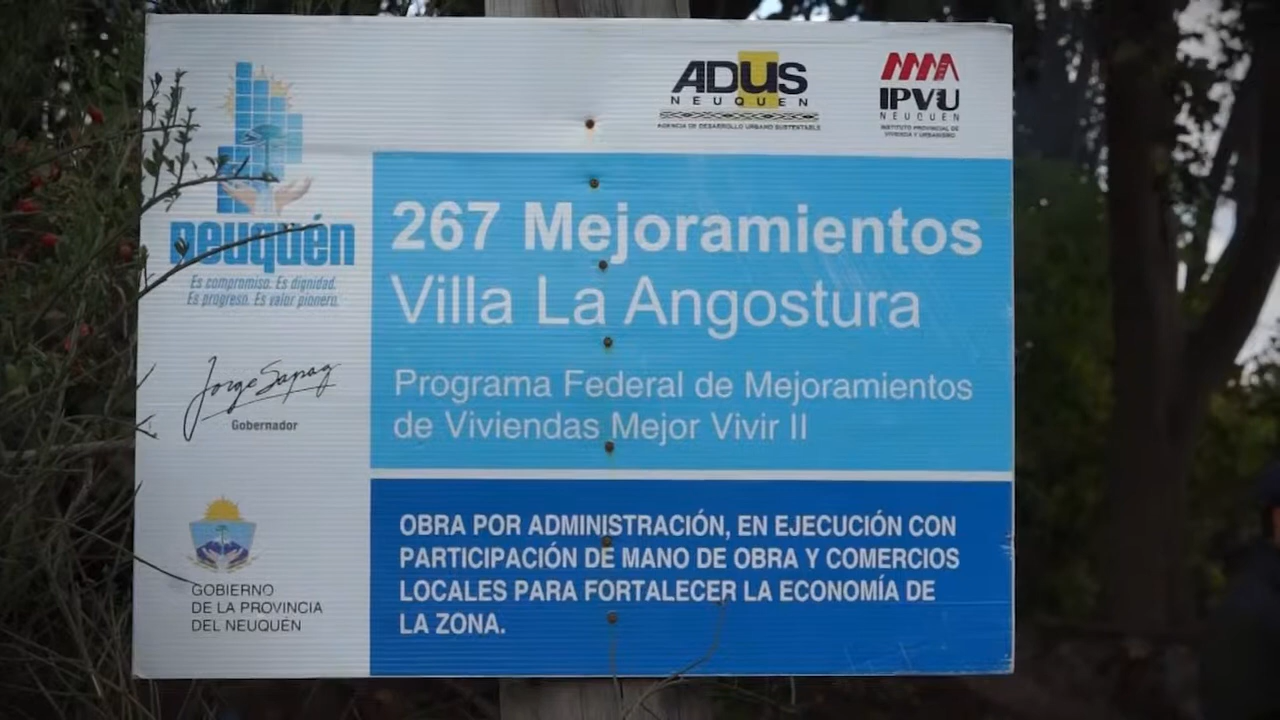 ADUS
NEUQUEN
AGENCIA DE DESARROLLO URBANO SUSTENTABLE
IPVU
NEUQUEN
INSTITUTO PROVINCIAL DE
VIVIENDA Y URBANISMO
neuquén
Es compromiso. Es dignidad.
Es progreso. Es valor pionero.
Jorge Sapag
Gobernador
GOBIERNO
DE LA PROVINCIA
DEL NEUQUÉN
267 Mejoramientos
Villa La Angostura
Programa Federal de Mejoramientos
de Viviendas Mejor Vivir II
OBRA POR ADMINISTRACIÓN, EN EJECUCIÓN CON
PARTICIPACIÓN DE MANO DE OBRA Y COMERCIOS
LOCALES PARA FORTALECER LA ECONOMÍA DE
LA ZONA.